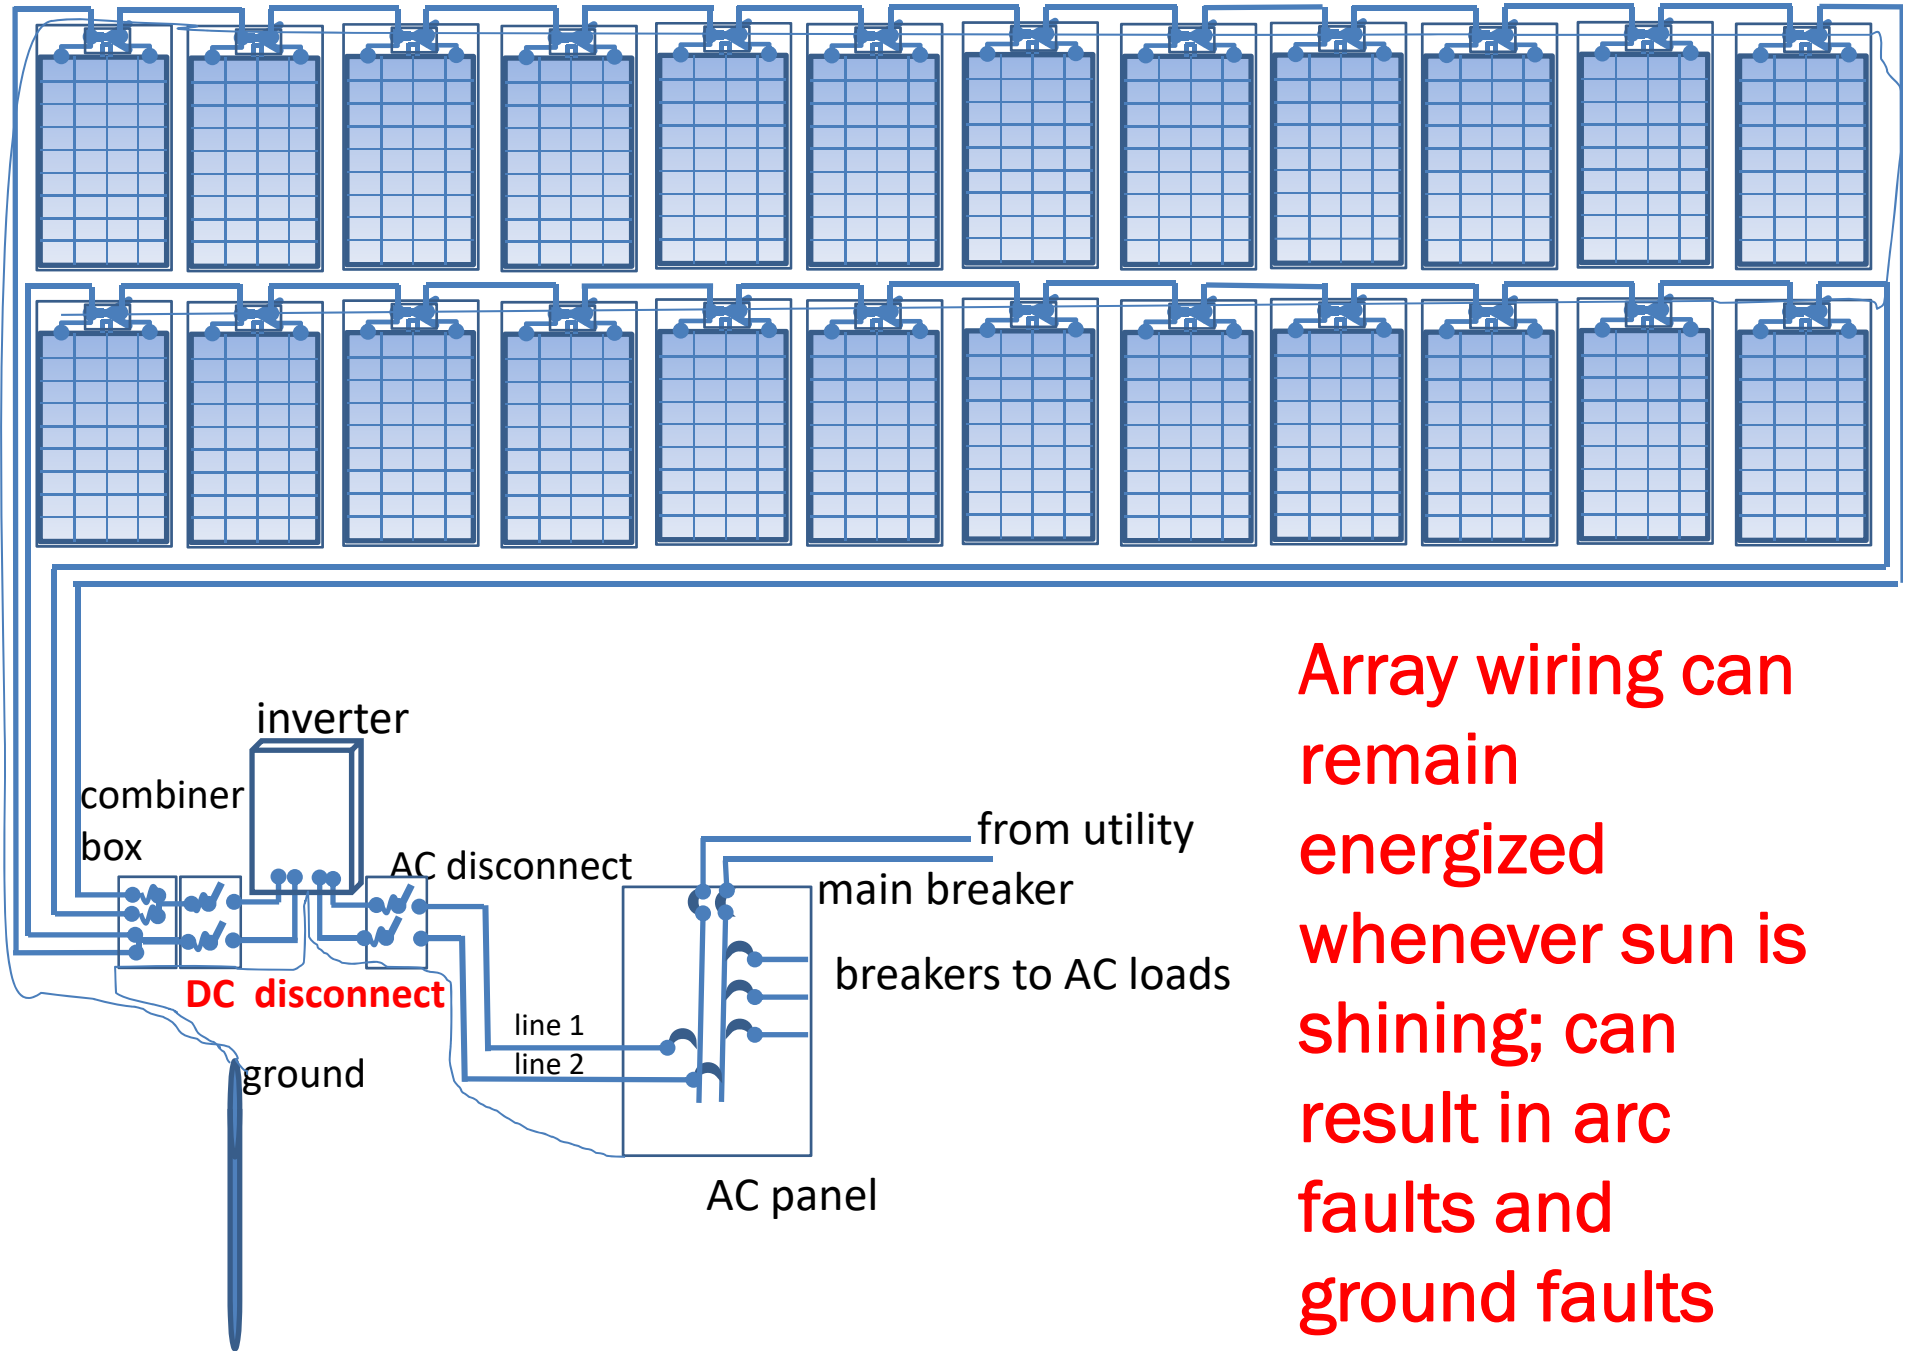 inverter
combiner
box
AC disconnect
from utility
main breaker
breakers to AC loads
DC  disconnect
line 1
line 2
ground
AC panel
Array wiring can
remain
energized
whenever sun is
shining; can
result in arc
faults and
ground faults